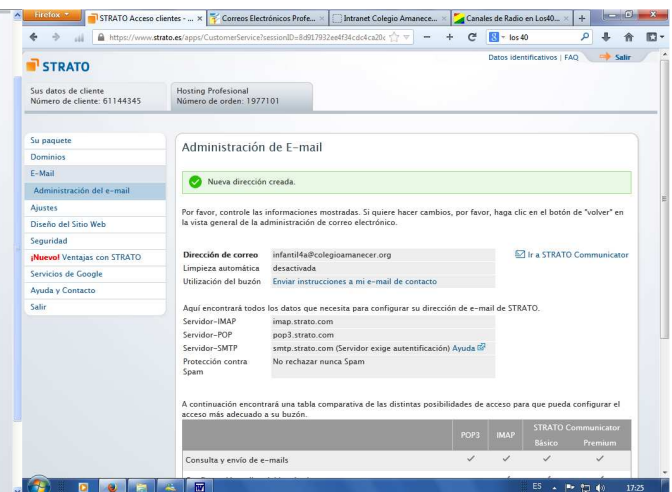 Firefox
STRATO Acceso clientes - ...
Correos Electrónicos Profe...
Intranet Colegio Amanece...
Canales de Radio en Los40...
https://www.strato.es/apps/CustomerService?sessionID=8d917932ee4f34cdc4ca20c
los 40
Datos identificativos | FAQ
Salir
STRATO
Sus datos de cliente
Número de cliente: 61144345
Hosting Profesional
Número de orden: 1977101
Su paquete
Dominios
E-Mail
Administración del e-mail
Ajustes
Diseño del Sitio Web
Seguridad
¡Nuevo! Ventajas con STRATO
Servicios de Google
Ayuda y Contacto
Salir
Administración de E-mail
Nueva dirección creada.
Por favor, controle las informaciones mostradas. Si quiere hacer cambios, por favor, haga clic en el botón de "volver" en
la vista general de la administración de correo electrónico.
Dirección de correo infantil4a@colegioamanecer.org
Ir a STRATO Communicator
Limpieza automática desactivada
Utilización del buzón Enviar instrucciones a mi e-mail de contacto
Aquí encontrará todos los datos que necesita para configurar su dirección de e-mail de STRATO.
Servidor-IMAP imap.strato.com
Servidor-POP pop3.strato.com
Servidor-SMTP smtp.strato.com (Servidor exige autentificación) Ayuda
Protección contra Spam No rechazar nunca Spam
A continuación encontrará una tabla comparativa de las distintas posibilidades de acceso para que pueda configurar el
acceso más adecuado a su buzón.
POP3 IMAP STRATO Communicator
Básico Premium
Consulta y envío de e-mails
ES
17:25